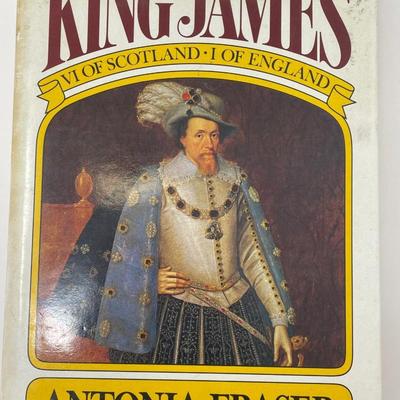 KING JAMES
VI OF SCOTLAND · I OF ENGLAND
ANTONIA FRASER